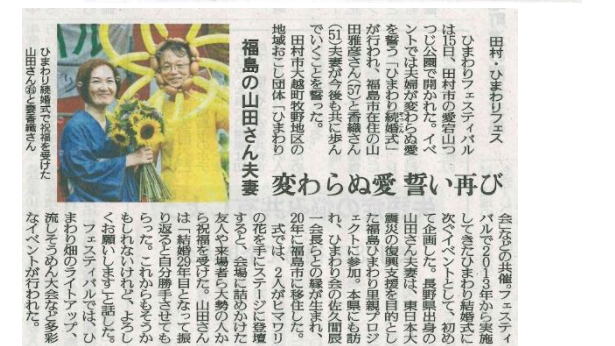 田村・ひまわりフェス
変わらぬ愛 誓い再び
福島の山田さん夫妻
ひまわりフェスティバル
は15日、田村市の愛宕山つ
つじ公園で開かれた。イベ
ントでは夫婦が変わらぬ愛
を誓う「ひまわり続婚式」
が行われ、福島市在住の山
田雅彦さん(57)と香織さん
(51)夫妻が今後も共に歩ん
でいくことを誓った。
田村市大越町牧野地区の
地域おこし団体「ひまわり
会」などの共催。フェスティ
バルで2013年から実施
してきたひまわり結婚式に
次ぐイベントとして、初め
て企画した。長野県出身の
山田さん夫妻は、東日本大
震災の復興支援を目的とし
た福島ひまわり里親プロジ
ェクトに参加。本県にも訪
れ、ひまわり会の佐久間辰
一会長らとの縁が生まれ、
20年に福島市に移住した。
式では、2人がヒマワリ
の花を手にステージに登壇
すると、会場に詰めかけた
友人や来場者ら大勢の人か
ら祝福を受けた。山田さん
は「結婚29年目となって振
り返ると自分勝手させても
らった。これからもそうか
もしれないけれど、よろし
くお願いします」と話した。
フェスティバルでは、ひ
まわり畑のライトアップ、
流しそうめん大会など多彩
なイベントが行われた。
ひまわり続婚式で祝福を受けた
山田さん㊨と妻香織さん